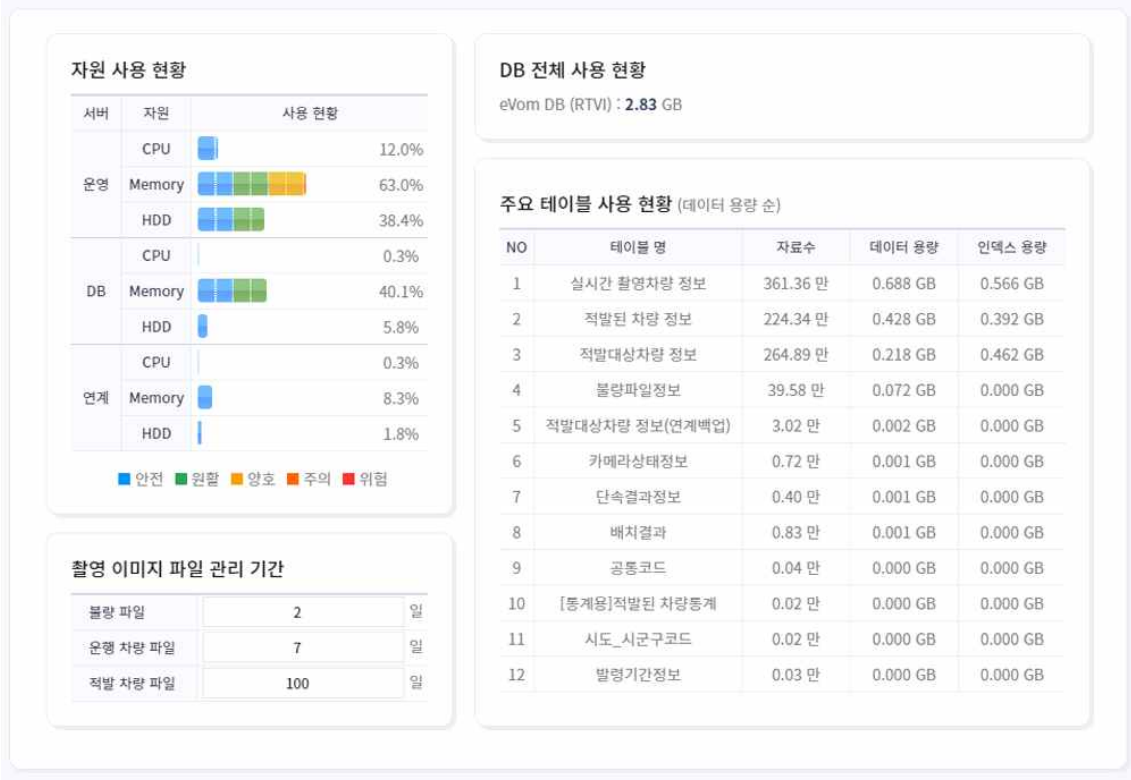 자원 사용 현황
서버 자원 사용 현황
운영 CPU 12.0%
Memory 63.0%
HDD 38.4%
DB CPU 0.3%
Memory 40.1%
HDD 5.8%
연계 CPU 0.3%
Memory 8.3%
HDD 1.8%
안전 원활 양호 주의 위험
촬영 이미지 파일 관리 기간
불량 파일 2 일
운행 차량 파일 7 일
적발 차량 파일 100 일
DB 전체 사용 현황
eVom DB (RTVI) : 2.83 GB
주요 테이블 사용 현황 (데이터 용량 순)
NO 테이블 명 자료수 데이터 용량 인덱스 용량
1 실시간 촬영차량 정보 361.36 만 0.688 GB 0.566 GB
2 적발된 차량 정보 224.34 만 0.428 GB 0.392 GB
3 적발대상차량 정보 264.89 만 0.218 GB 0.462 GB
4 불량파일정보 39.58 만 0.072 GB 0.000 GB
5 적발대상차량 정보(연계백업) 3.02 만 0.002 GB 0.000 GB
6 카메라상태정보 0.72 만 0.001 GB 0.000 GB
7 단속결과정보 0.40 만 0.001 GB 0.000 GB
8 배치결과 0.83 만 0.001 GB 0.000 GB
9 공통코드 0.04 만 0.000 GB 0.000 GB
10 [통계용]적발된 차량통계 0.02 만 0.000 GB 0.000 GB
11 시도_시군구코드 0.02 만 0.000 GB 0.000 GB
12 발령기간정보 0.03 만 0.000 GB 0.000 GB